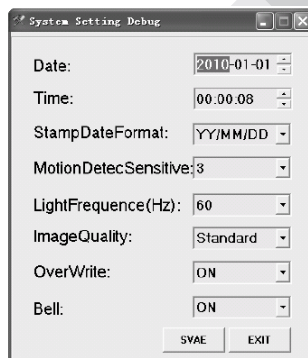 System Setting Debug
Date: 2010-01-01
Time: 00:00:08
StampDateFormat: YY/MM/DD
MotionDetecSensitive: 3
LightFrequence(Hz): 60
ImageQuality: Standard
OverWrite: ON
Bell: ON
SVAE EXIT